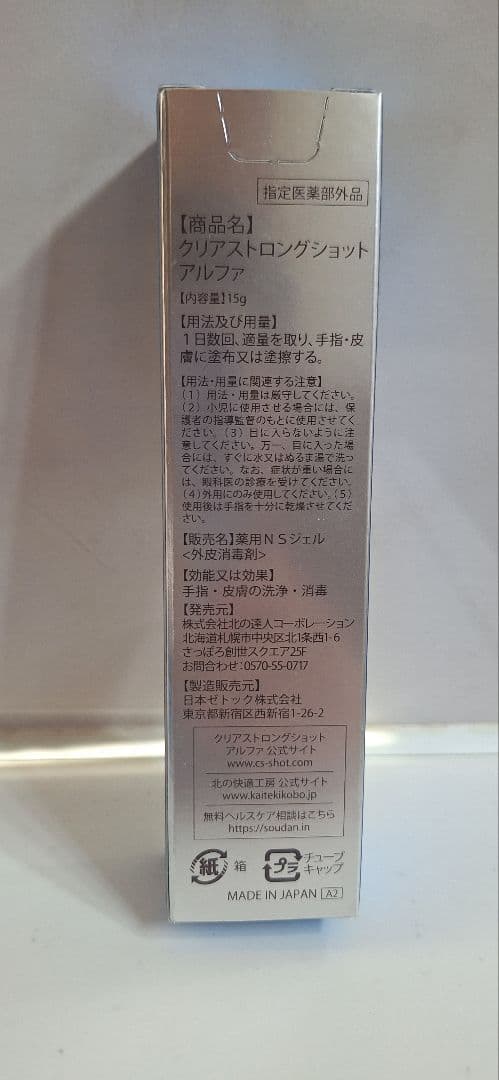 指定医薬部外品
【商品名】
クリアストロングショット
アルファ
【内容量】15g
【用法及び用量】
１日数回、適量を取り、手指・皮
膚に塗布又は塗擦する。
【用法・用量に関連する注意】
（1）用法・用量は厳守してください。
（2）小児に使用させる場合には、保
護者の指導監督のもとに使用させてく
ださい。（3）目に入らないように注
意してください。万一、目に入った場
合には、すぐに水又はぬるま湯で洗っ
てください。なお、症状が重い場合に
は、眼科医の診療を受けてください。
（4）外用にのみ使用してください。（5）
使用後は手指を十分に乾燥させてくだ
さい。
【販売名】薬用ＮＳジェル
<外皮消毒剤>
【効能又は効果】
手指・皮膚の洗浄・消毒
【発売元】
株式会社北の達人コーポレーション
北海道札幌市中央区北1条西1-6
さっぽろ創世スクエア25F
お問合わせ:0570-55-0717
【製造販売元】
日本ゼトック株式会社
東京都新宿区西新宿1-26-2
クリアストロングショット
アルファ 公式サイト
www.cs-shot.com
北の快適工房 公式サイト
www.kaitekikobo.jp
無料ヘルスケア相談はこちら
https://soudan.in
紙 箱 プラ チューブ
キャップ
MADE IN JAPAN A2